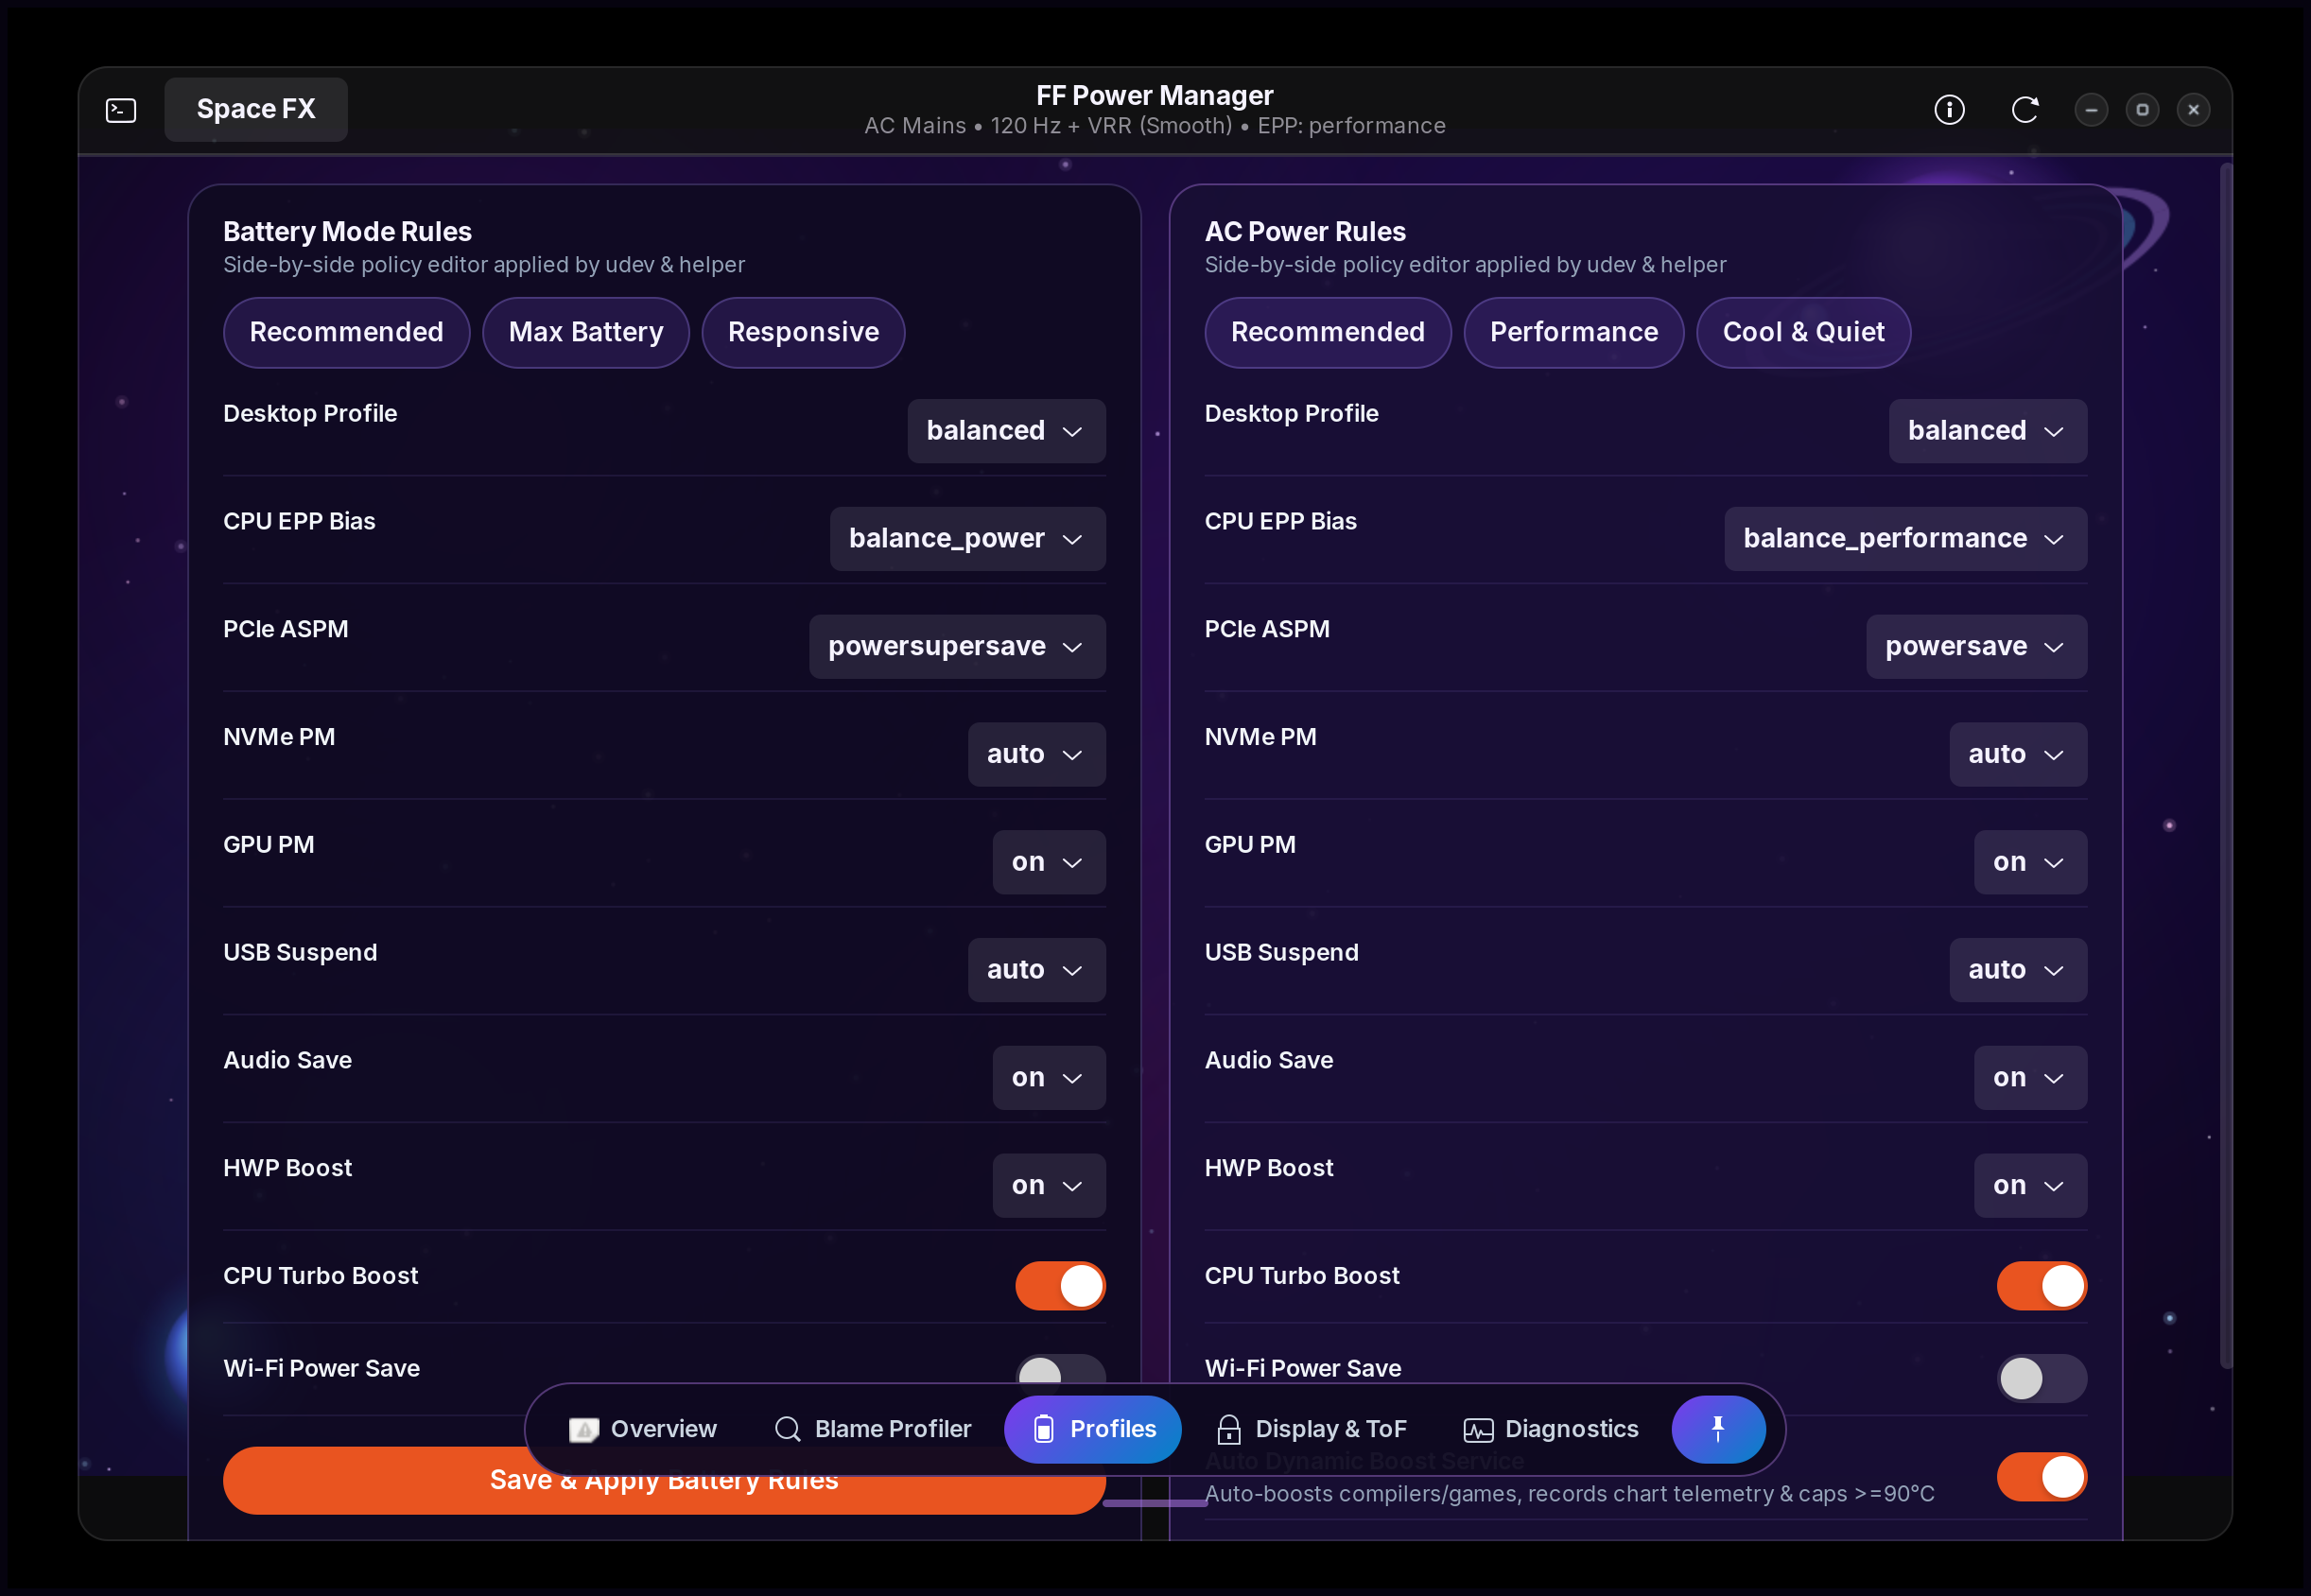 Space FX
FF Power Manager
AC Mains • 120 Hz + VRR (Smooth) • EPP: performance
Battery Mode Rules
Side-by-side policy editor applied by udev & helper
Recommended
Max Battery
Responsive
Desktop Profile
balanced
CPU EPP Bias
balance_power
PCIe ASPM
powersupersave
NVMe PM
auto
GPU PM
on
USB Suspend
auto
Audio Save
on
HWP Boost
on
CPU Turbo Boost
Wi-Fi Power Save
Save & Apply Battery Rules
AC Power Rules
Side-by-side policy editor applied by udev & helper
Recommended
Performance
Cool & Quiet
Desktop Profile
balanced
CPU EPP Bias
balance_performance
PCIe ASPM
powersave
NVMe PM
auto
GPU PM
on
USB Suspend
auto
Audio Save
on
HWP Boost
on
CPU Turbo Boost
Wi-Fi Power Save
Auto Dynamic Boost Service
Auto-boosts compilers/games, records chart telemetry & caps >=90°C
Overview
Blame Profiler
Profiles
Display & ToF
Diagnostics